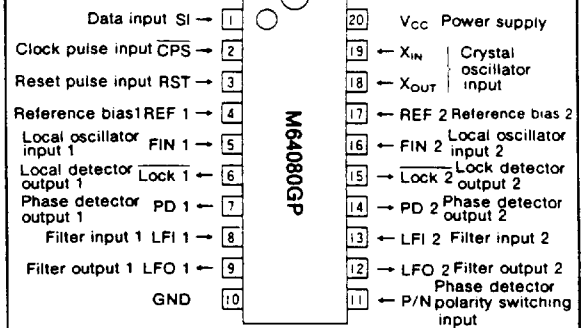 Data input SI → 1
Clock pulse input CPS → 2
Reset pulse input RST → 3
Reference bias1 REF 1 → 4
Local oscillator input 1 FIN 1 → 5
Local detector output 1 Lock 1 ← 6
Phase detector output 1 PD 1 ← 7
Filter input 1 LFI 1 → 8
Filter output 1 LFO 1 ← 9
GND 10
M64080GP
20 VCC Power supply
19 ← XIN Crystal oscillator input
18 ← XOUT
17 ← REF 2 Reference bias 2
16 ← FIN 2 Local oscillator input 2
15 → Lock 2 Lock detector output 2
14 → PD 2 Phase detector output 2
13 ← LFI 2 Filter input 2
12 → LFO 2 Filter output 2
11 ← P/N Phase detector polarity switching input